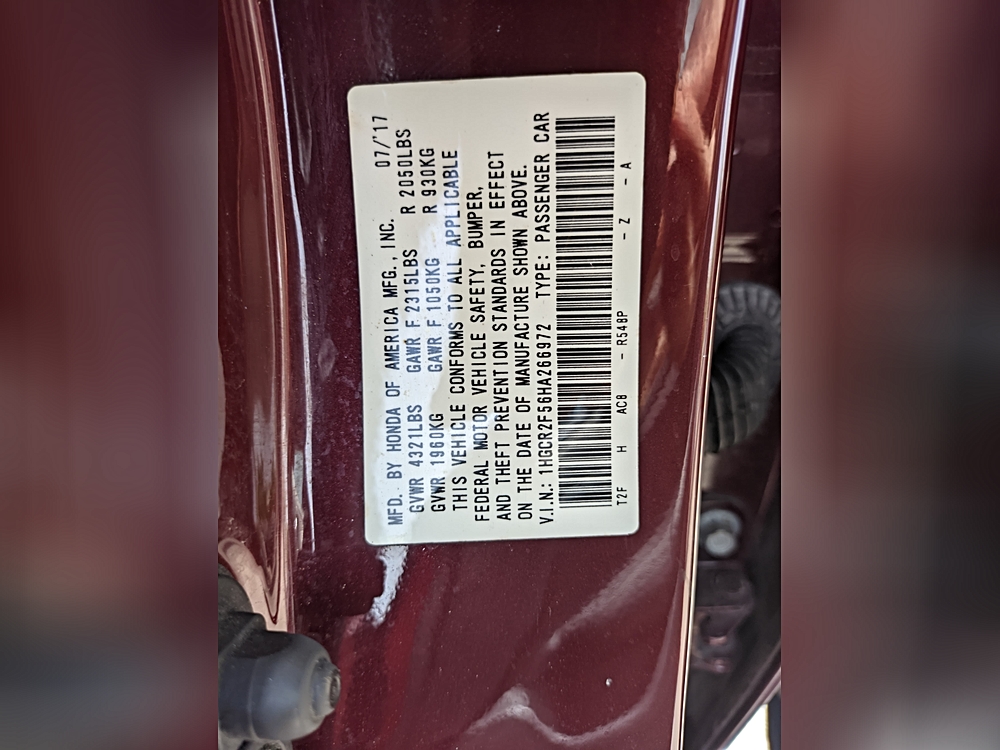 MFD. BY HONDA OF AMERICA MFG., INC. 07/'17
GVWR 4321LBS GAWR F 2315LBS R 2050LBS
GVWR 1960KG GAWR F 1050KG R 930KG
THIS VEHICLE CONFORMS TO ALL APPLICABLE
FEDERAL MOTOR VEHICLE SAFETY, BUMPER,
AND THEFT PREVENTION STANDARDS IN EFFECT
ON THE DATE OF MANUFACTURE SHOWN ABOVE.
V.I.N.: 1HGCR2F56HA266972 TYPE: PASSENGER CAR
T2F H ACB - R548P - Z - A